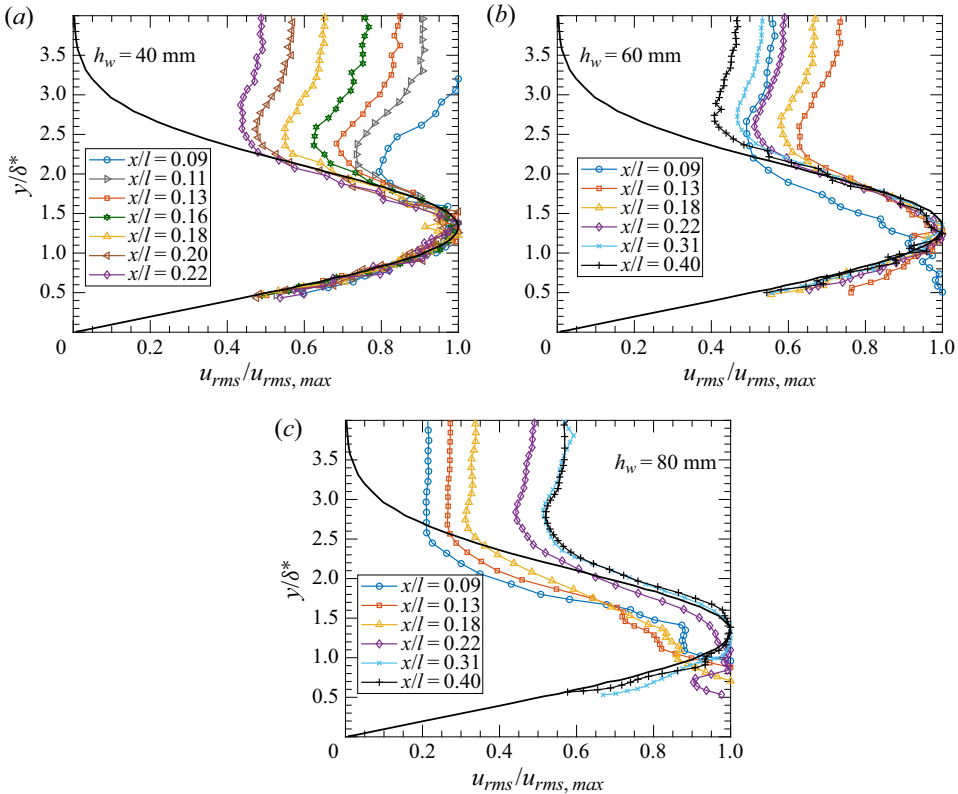 (a)
h_w = 40 mm
3.5
3.0
2.5
2.0
1.5
1.0
0.5
y/δ*
x/l = 0.09
x/l = 0.11
x/l = 0.13
x/l = 0.16
x/l = 0.18
x/l = 0.20
x/l = 0.22
0 0.2 0.4 0.6 0.8 1.0
u_rms/u_rms, max
(b)
h_w = 60 mm
3.5
3.0
2.5
2.0
1.5
1.0
0.5
x/l = 0.09
x/l = 0.13
x/l = 0.18
x/l = 0.22
x/l = 0.31
x/l = 0.40
0 0.2 0.4 0.6 0.8 1.0
u_rms/u_rms, max
(c)
h_w = 80 mm
3.5
3.0
2.5
2.0
1.5
1.0
0.5
y/δ*
x/l = 0.09
x/l = 0.13
x/l = 0.18
x/l = 0.22
x/l = 0.31
x/l = 0.40
0 0.2 0.4 0.6 0.8 1.0
u_rms/u_rms, max